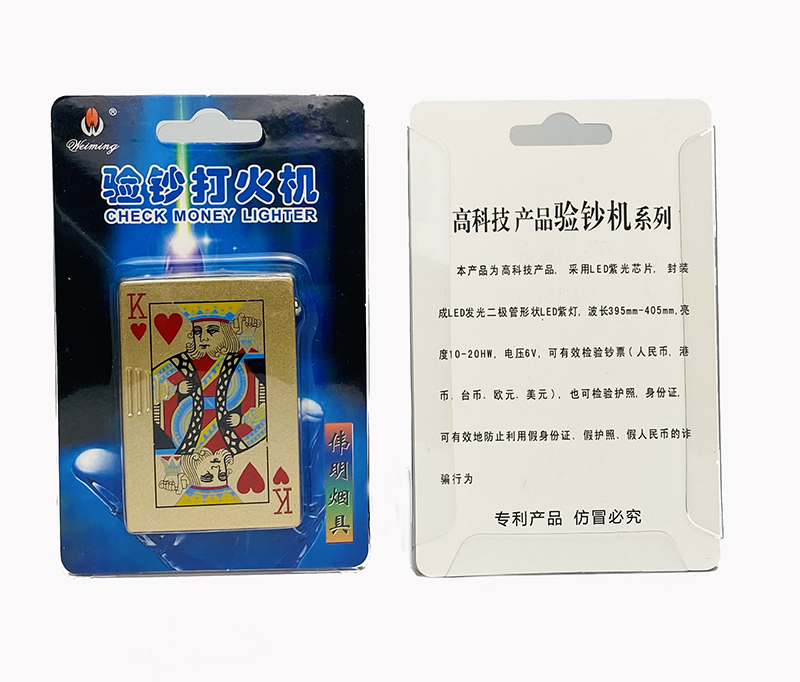 ®
Weiming
验钞打火机
CHECK MONEY LIGHTER
K
K
伟明烟具
高科技产品验钞机系列
本产品为高科技产品，采用LED紫光芯片，封装
成LED发光二极管形状LED紫灯，波长395mm-405mm,亮
度10-20HW，电压6V，可有效检验钞票（人民币、港
币、台币、欧元、美元），也可检验护照，身份证，
可有效地防止利用假身份证、假护照、假人民币的诈
骗行为
专利产品 仿冒必究